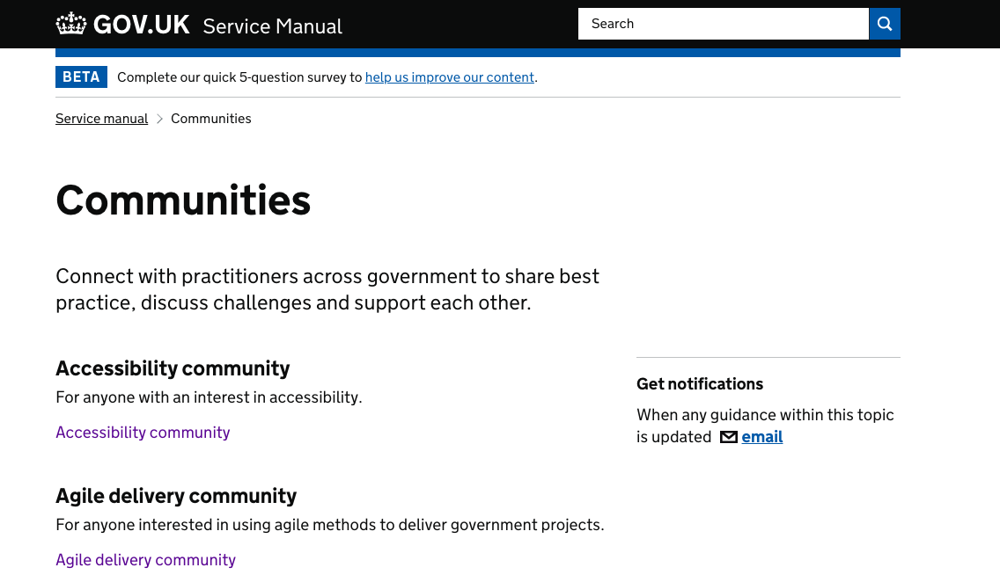 GOV.UK Service Manual
Search
BETA Complete our quick 5-question survey to help us improve our content.
Service manual > Communities
Communities
Connect with practitioners across government to share best
practice, discuss challenges and support each other.
Accessibility community
For anyone with an interest in accessibility.
Accessibility community
Agile delivery community
For anyone interested in using agile methods to deliver government projects.
Agile delivery community
Get notifications
When any guidance within this topic
is updated email